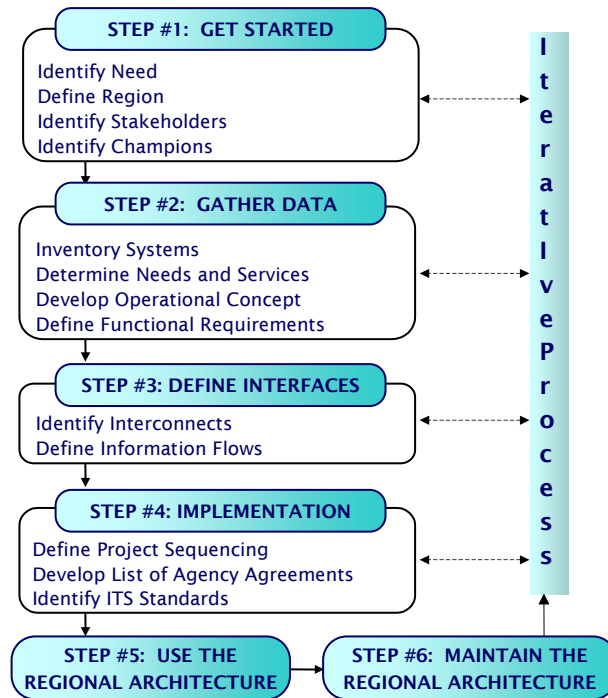 STEP #1: GET STARTED
Identify Need
Define Region
Identify Stakeholders
Identify Champions
STEP #2: GATHER DATA
Inventory Systems
Determine Needs and Services
Develop Operational Concept
Define Functional Requirements
STEP #3: DEFINE INTERFACES
Identify Interconnects
Define Information Flows
STEP #4: IMPLEMENTATION
Define Project Sequencing
Develop List of Agency Agreements
Identify ITS Standards
STEP #5: USE THE
REGIONAL ARCHITECTURE
STEP #6: MAINTAIN THE
REGIONAL ARCHITECTURE
IteratIveProcess